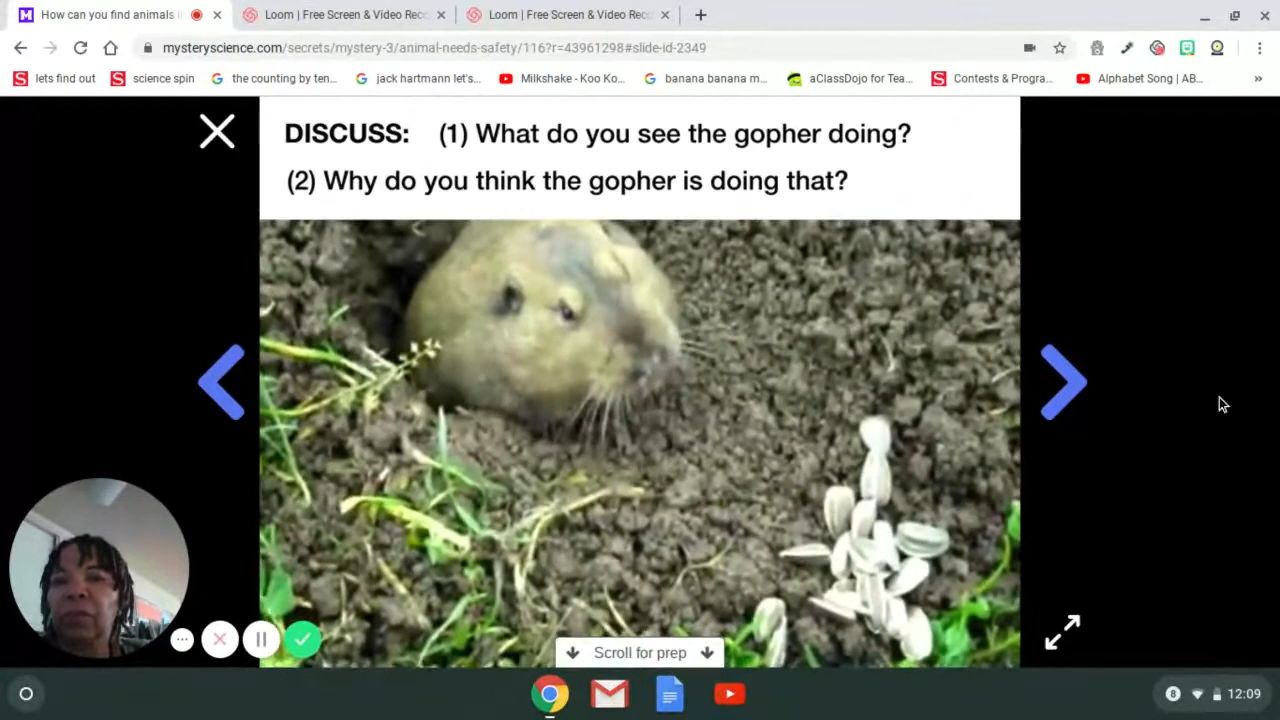 How can you find animals i
Loom | Free Screen & Video Reco
Loom | Free Screen & Video Reco
mysteryscience.com/secrets/mystery-3/animal-needs-safety/116?r=43961298#slide-id-2349
lets find out
science spin
the counting by ten...
jack hartmann let's...
Milkshake - Koo Ko...
banana banana m...
aClassDojo for Tea...
Contests & Progra...
Alphabet Song | AB...
DISCUSS: (1) What do you see the gopher doing?
(2) Why do you think the gopher is doing that?
Scroll for prep
8
12:09